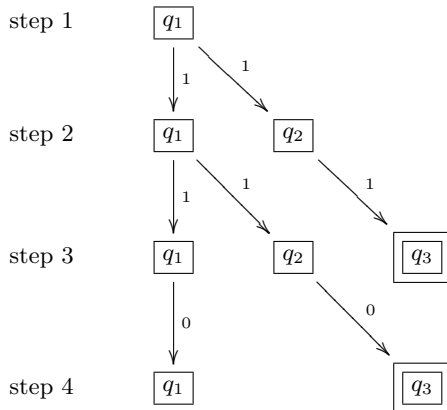 step 1 q₁
1 1
step 2 q₁ q₂
1 1 1
step 3 q₁ q₂ q₃
0 0
step 4 q₁ q₃